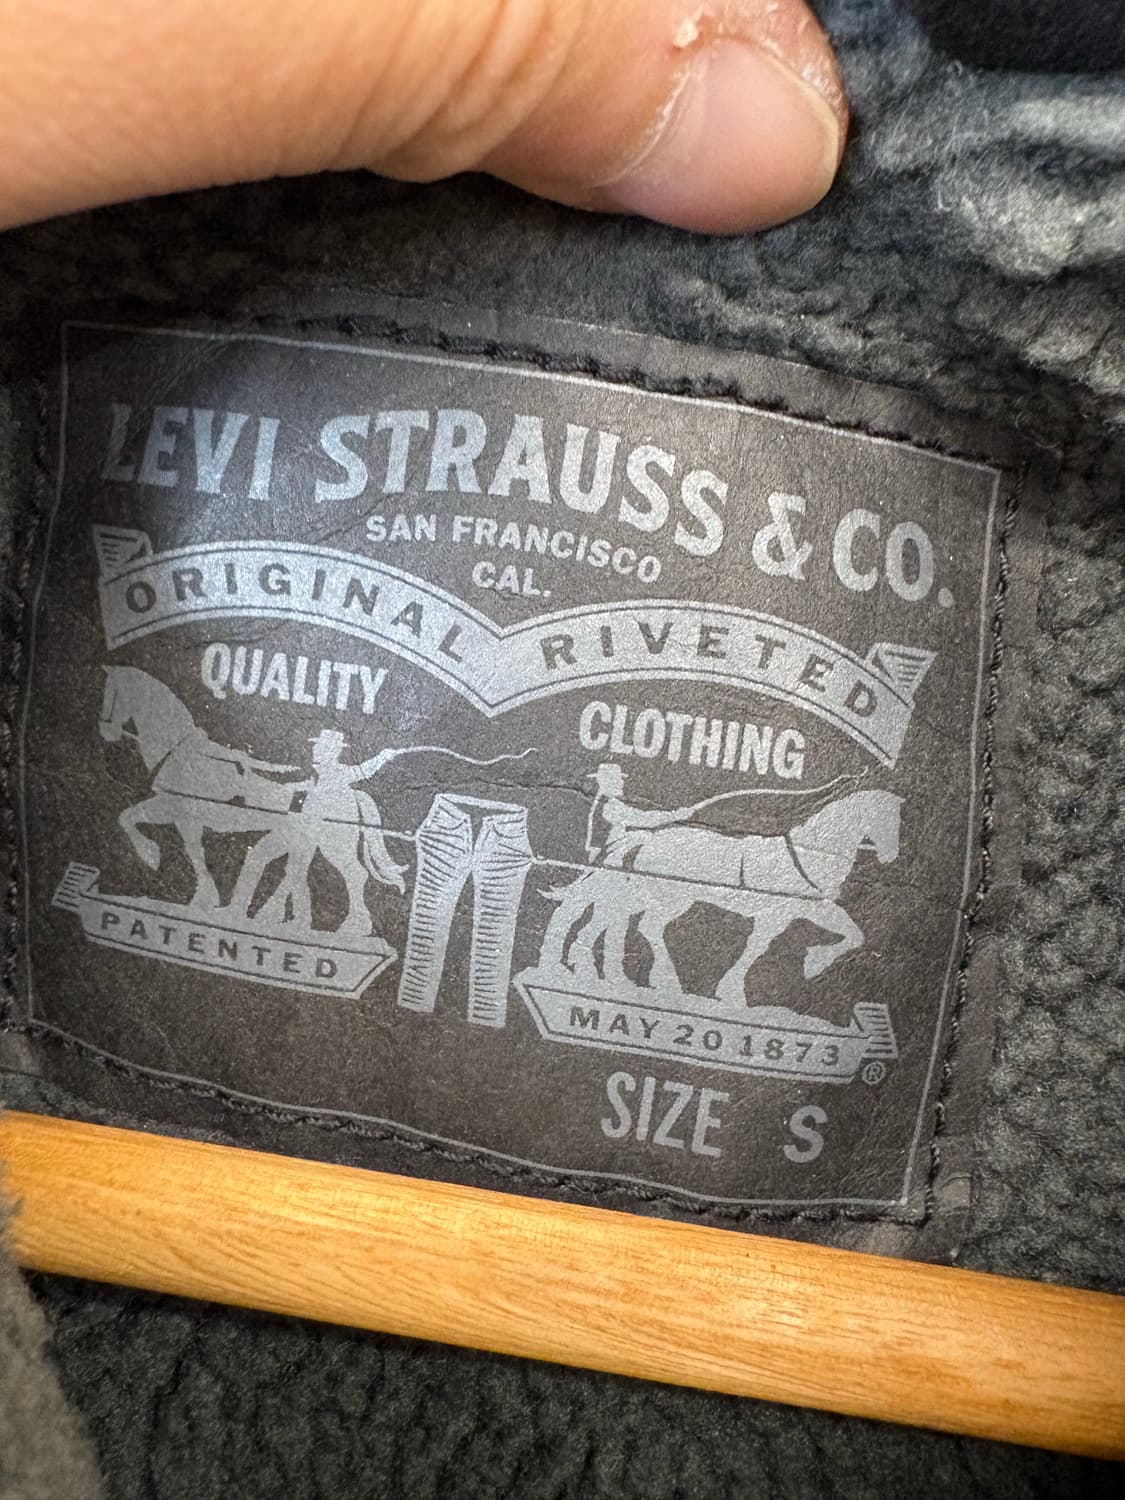 LEVI STRAUSS & CO.
SAN FRANCISCO
CAL.
ORIGINAL RIVETED
QUALITY
CLOTHING
PATENTED
MAY 20 1873
®
SIZE S